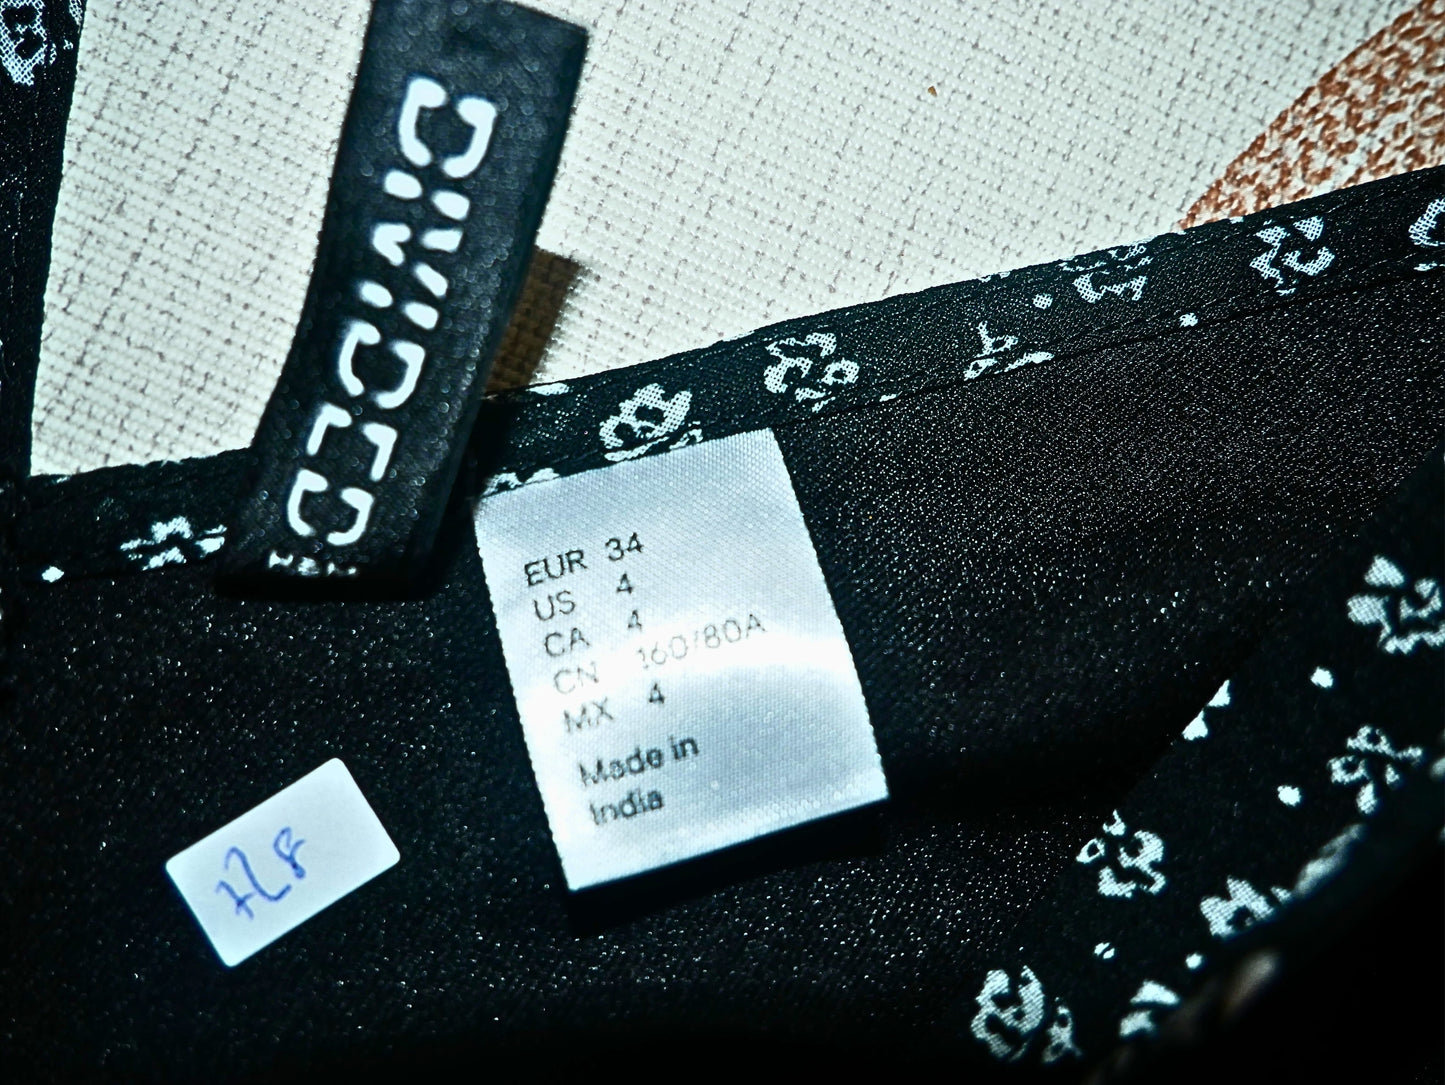 DIVIDED
EUR 34
US 4
CA 4
CN 160/80A
MX 4
Made in
India